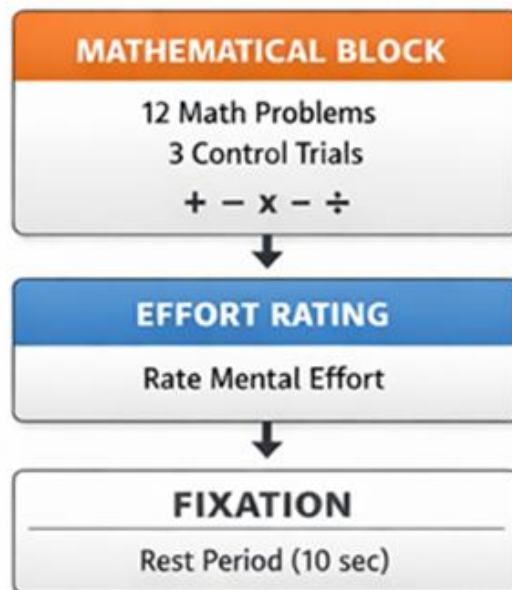 MATHEMATICAL BLOCK
12 Math Problems
3 Control Trials
+ − x − ÷
EFFORT RATING
Rate Mental Effort
FIXATION
Rest Period (10 sec)